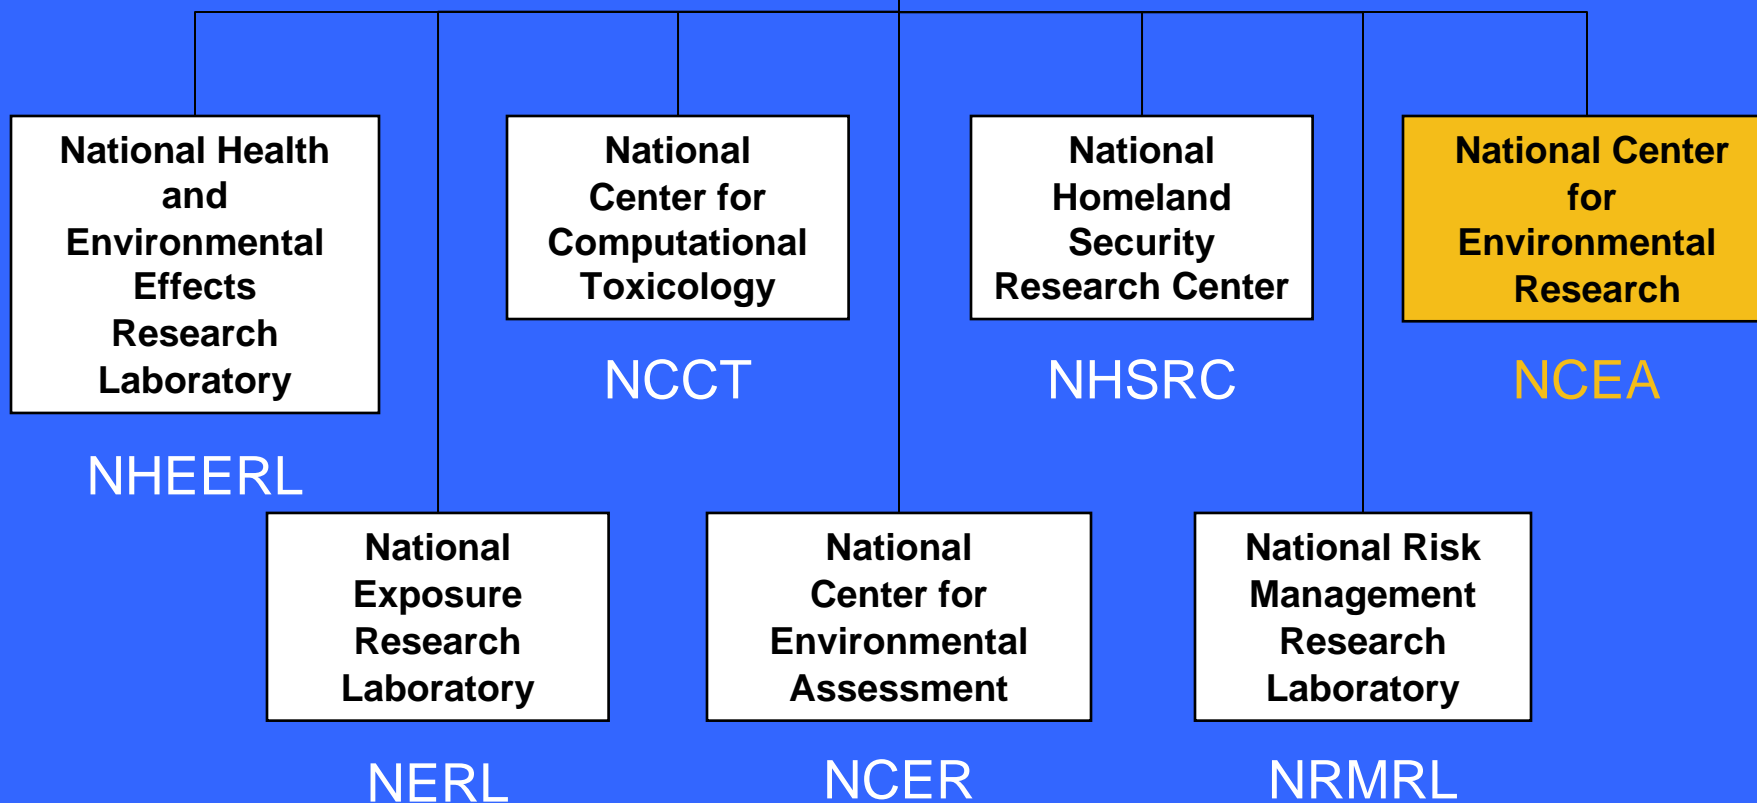 National Health
and
Environmental
Effects
Research
Laboratory
NHEERL
National
Center for
Computational
Toxicology
NCCT
National
Homeland
Security
Research Center
NHSRC
National Center
for
Environmental
Research
NCEA
National
Exposure
Research
Laboratory
NERL
National
Center for
Environmental
Assessment
NCER
National Risk
Management
Research
Laboratory
NRMRL